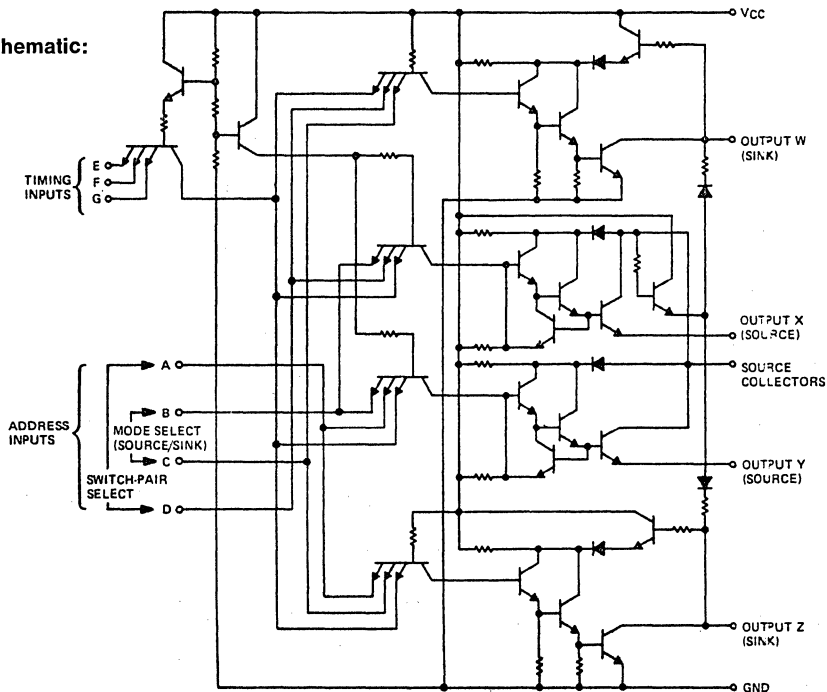 hematic:
VCC
OUTPUT W
(SINK)
E
F
G
TIMING
INPUTS
OUTPUT X
(SOURCE)
SOURCE
COLLECTORS
A
B
ADDRESS
INPUTS
MODE SELECT
(SOURCE/SINK)
C
SWITCH-PAIR
SELECT
D
OUTPUT Y
(SOURCE)
OUTPUT Z
(SINK)
GND